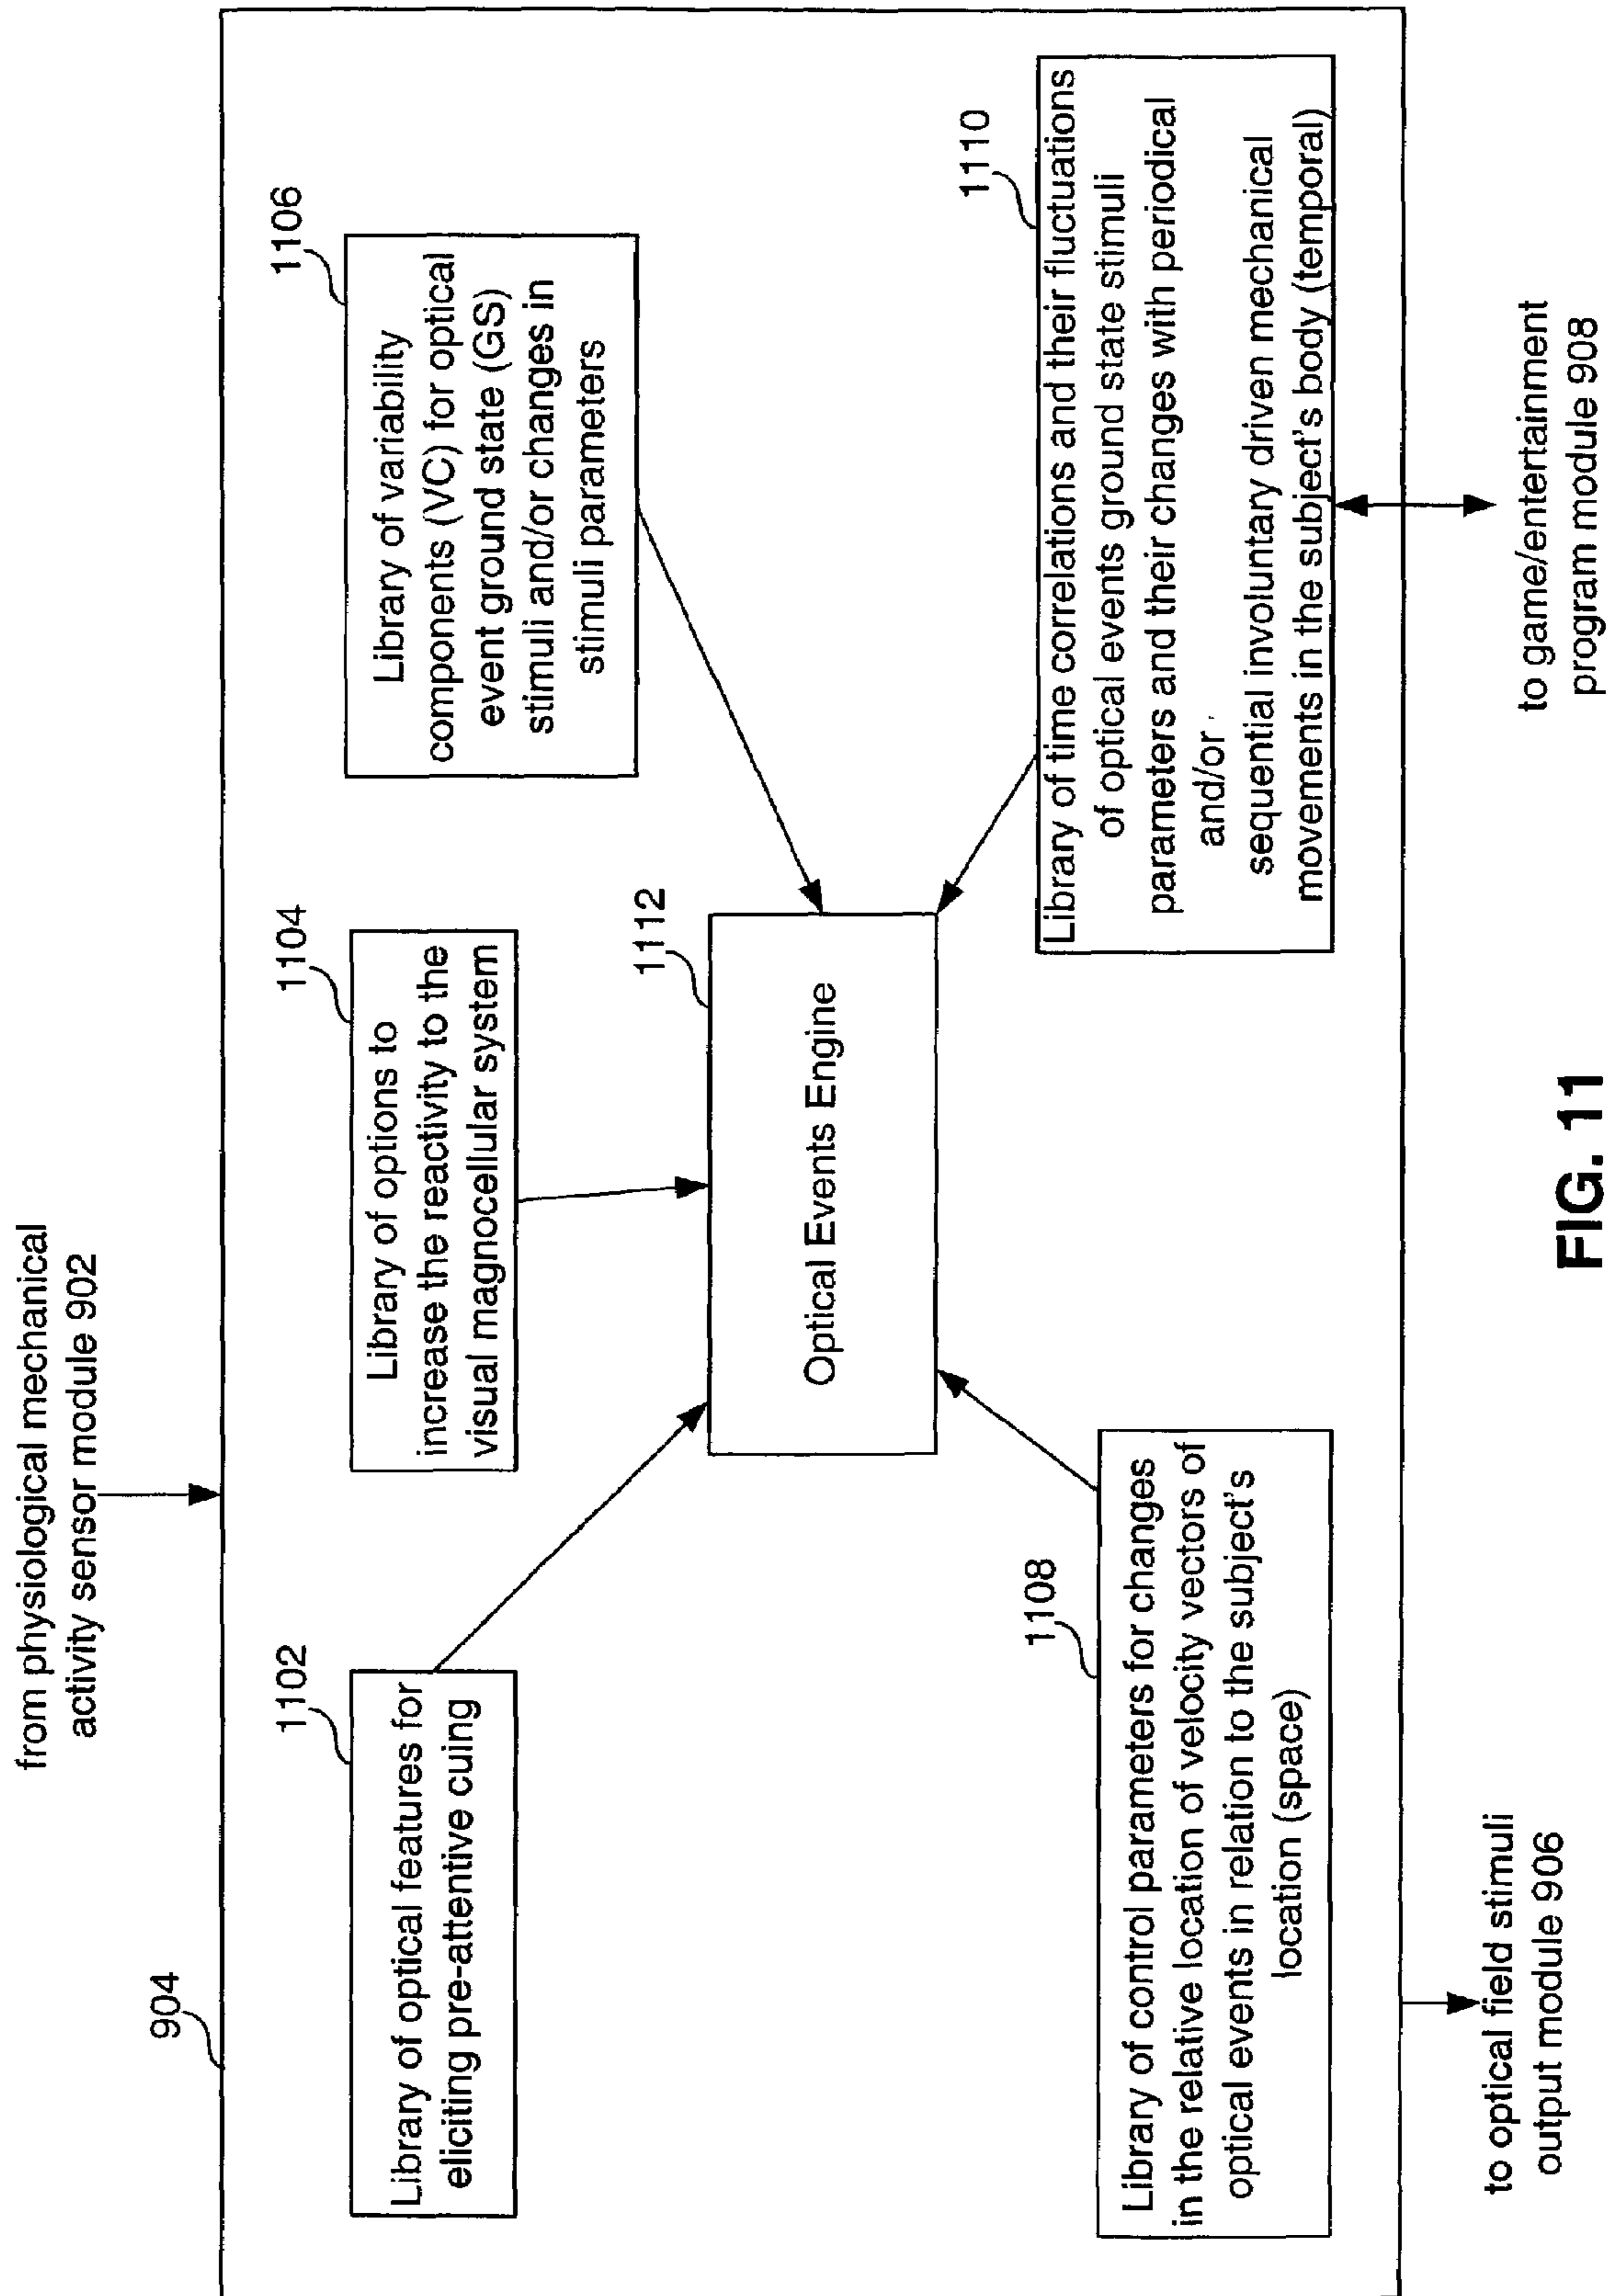 from physiological mechanical
activity sensor module 902
904
1102
Library of optical features for
eliciting pre-attentive cuing
1104
Library of options to
increase the reactivity to the
visual magnocellular system
1106
Library of variability
components (VC) for optical
event ground state (GS)
stimuli and/or changes in
stimuli parameters
1112
Optical Events Engine
1108
Library of control parameters for changes
in the relative location of velocity vectors of
optical events in relation to the subject's
location (space)
1110
Library of time correlations and their fluctuations
of optical events ground state stimuli
parameters and their changes with periodical
and/or
sequential involuntary driven mechanical
movements in the subject's body (temporal)
to optical field stimuli
output module 906
to game/entertainment
program module 908
FIG. 11